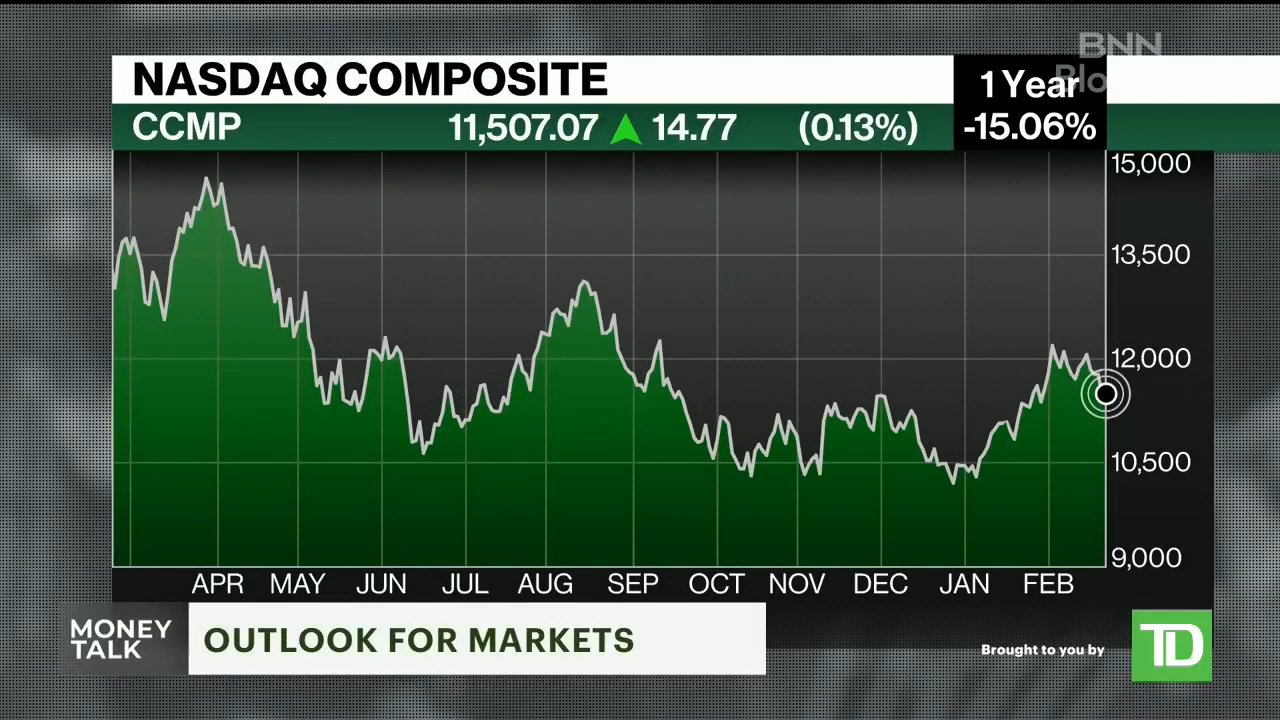 BNN
Blo
NASDAQ COMPOSITE
1 Year
CCMP 11,507.07 14.77 (0.13%) -15.06%
15,000
13,500
12,000
10,500
9,000
APR MAY JUN JUL AUG SEP OCT NOV DEC JAN FEB
MONEY
TALK
OUTLOOK FOR MARKETS
Brought to you by
TD